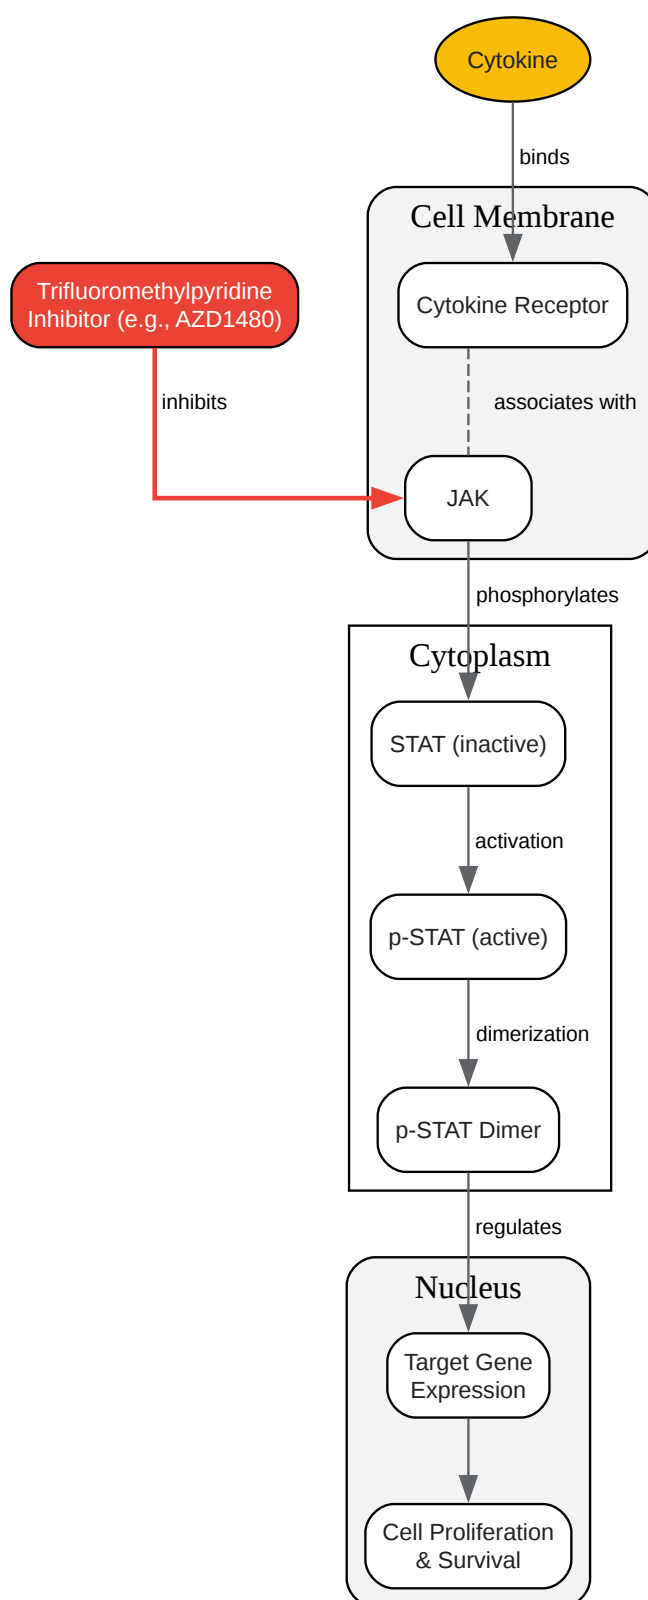 Cytokine
binds
Cell Membrane
Trifluoromethylpyridine
Inhibitor (e.g., AZD1480)
Cytokine Receptor
inhibits
associates with
JAK
phosphorylates
Cytoplasm
STAT (inactive)
activation
p-STAT (active)
dimerization
p-STAT Dimer
regulates
Nucleus
Target Gene
Expression
Cell Proliferation
& Survival